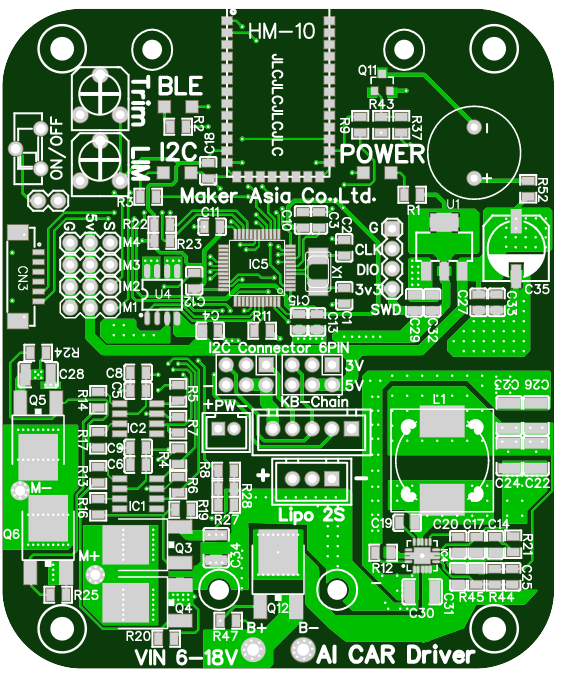 HM-10
JLCJLCJLCJLC
Q11
R43
R9
R37
POWER
Trim
BLE
R2
ON/OFF
LIM
I2C
C18
Maker Asia Co.,Ltd.
R3
R1
U1
R52
G
5v
S
M4
M3
M2
M1
R22
R23
C11
C10
C3
C2
IC5
X1
G
CLK
DIO
3v3
SWD
CN3
U4
C12
C4
R11
C15
C13
C1
C29
C32
C27
C33
C35
I2C Connector 6PIN
3V
5V
R24
C28
Q5
C8
C5
R14
R5
+PW-
KB-Chain
L1
C23
C26
IC2
R17
R7
C9
C6
R4
R13
R8
R6
R28
Lipo 2S
C24
C22
M-
R16
IC1
R19
R27
Q6
M+
Q3
C34
C19
C20
C17
C14
R21
R12
R25
Q4
Q12
C30
C31
R45
R44
C25
R20
R47
B+
B-
VIN 6-18V
AI CAR Driver